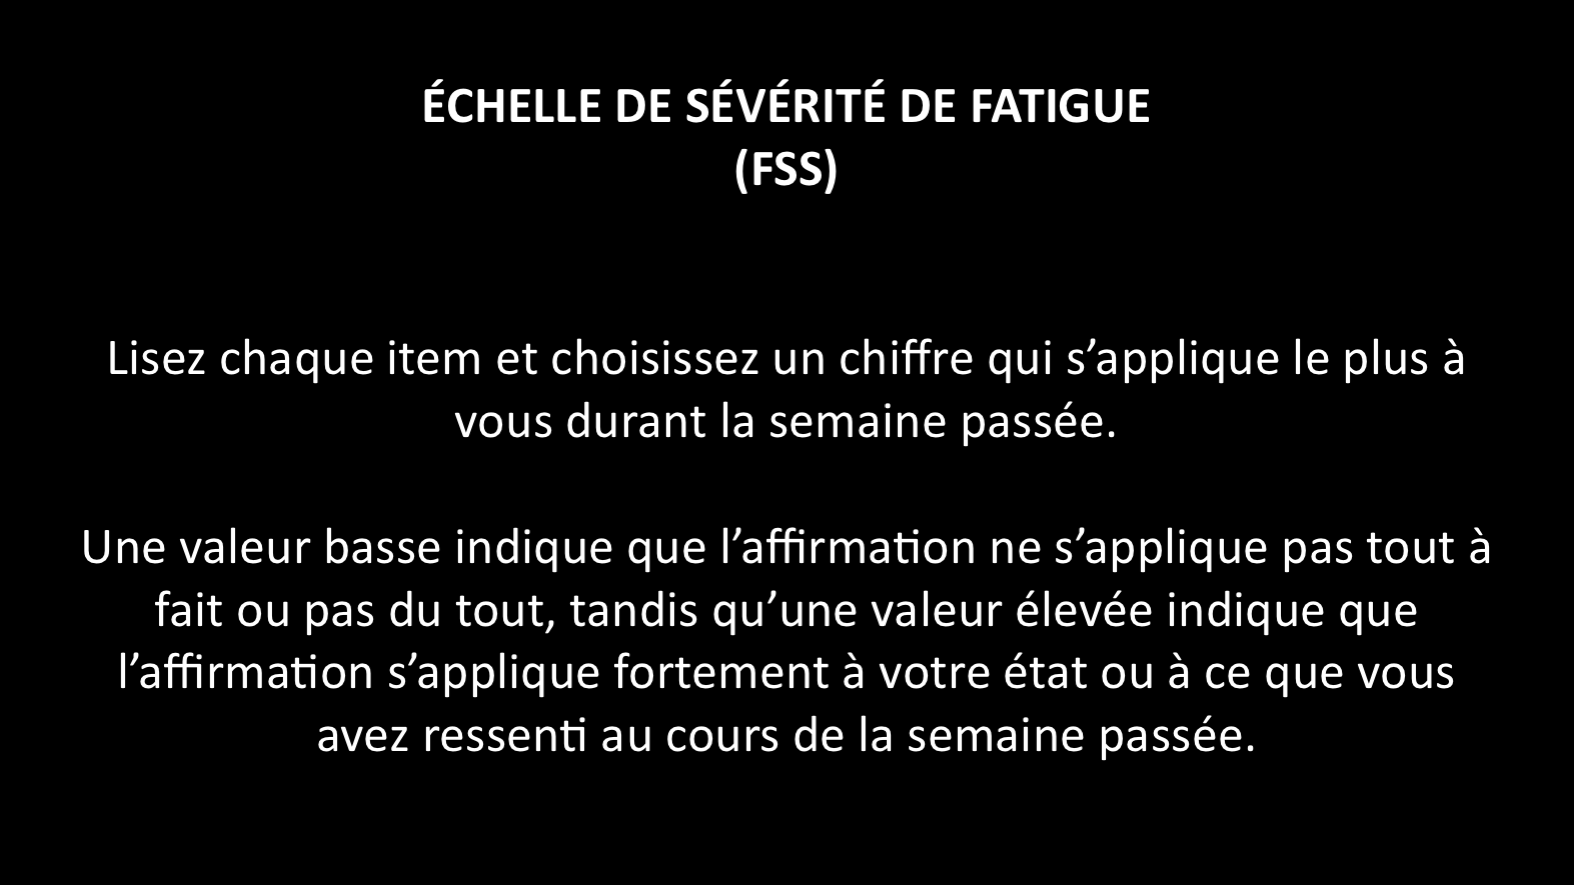 ÉCHELLE DE SÉVÉRITÉ DE FATIGUE
(FSS)
Lisez chaque item et choisissez un chiffre qui s’applique le plus à
vous durant la semaine passée.
Une valeur basse indique que l’affirmation ne s’applique pas tout à
fait ou pas du tout, tandis qu’une valeur élevée indique que
l’affirmation s’applique fortement à votre état ou à ce que vous
avez ressenti au cours de la semaine passée.